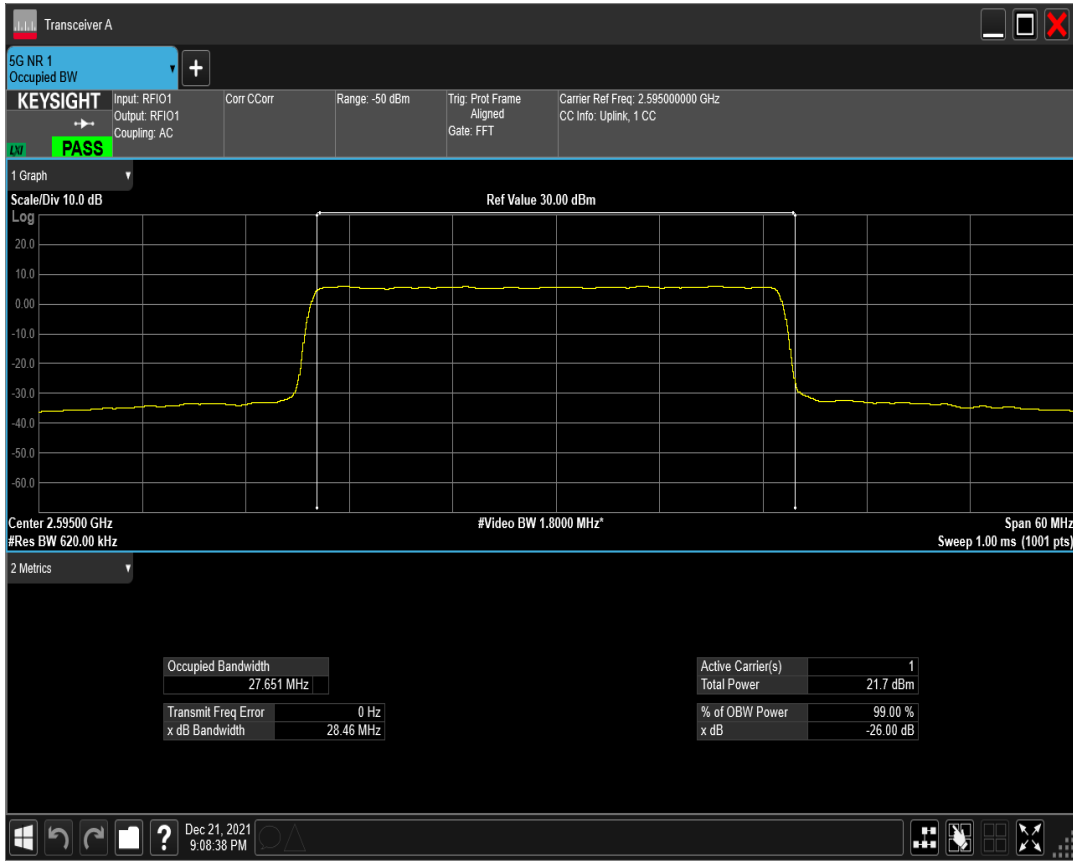 Transceiver A
5G NR 1
Occupied BW
KEYSIGHT
LXI
PASS
Input: RFIO1
Output: RFIO1
Coupling: AC
Corr CCorr
Range: -50 dBm
Trig: Prot Frame
Aligned
Gate: FFT
Carrier Ref Freq: 2.595000000 GHz
CC Info: Uplink, 1 CC
1 Graph
Scale/Div 10.0 dB
Ref Value 30.00 dBm
Log
20.0
10.0
0.00
-10.0
-20.0
-30.0
-40.0
-50.0
-60.0
Center 2.59500 GHz
#Video BW 1.8000 MHz*
Span 60 MHz
#Res BW 620.00 kHz
Sweep 1.00 ms (1001 pts)
2 Metrics
Occupied Bandwidth
27.651 MHz
Transmit Freq Error 0 Hz
x dB Bandwidth 28.46 MHz
Active Carrier(s) 1
Total Power 21.7 dBm
% of OBW Power 99.00 %
x dB -26.00 dB
Dec 21, 2021
9:08:38 PM